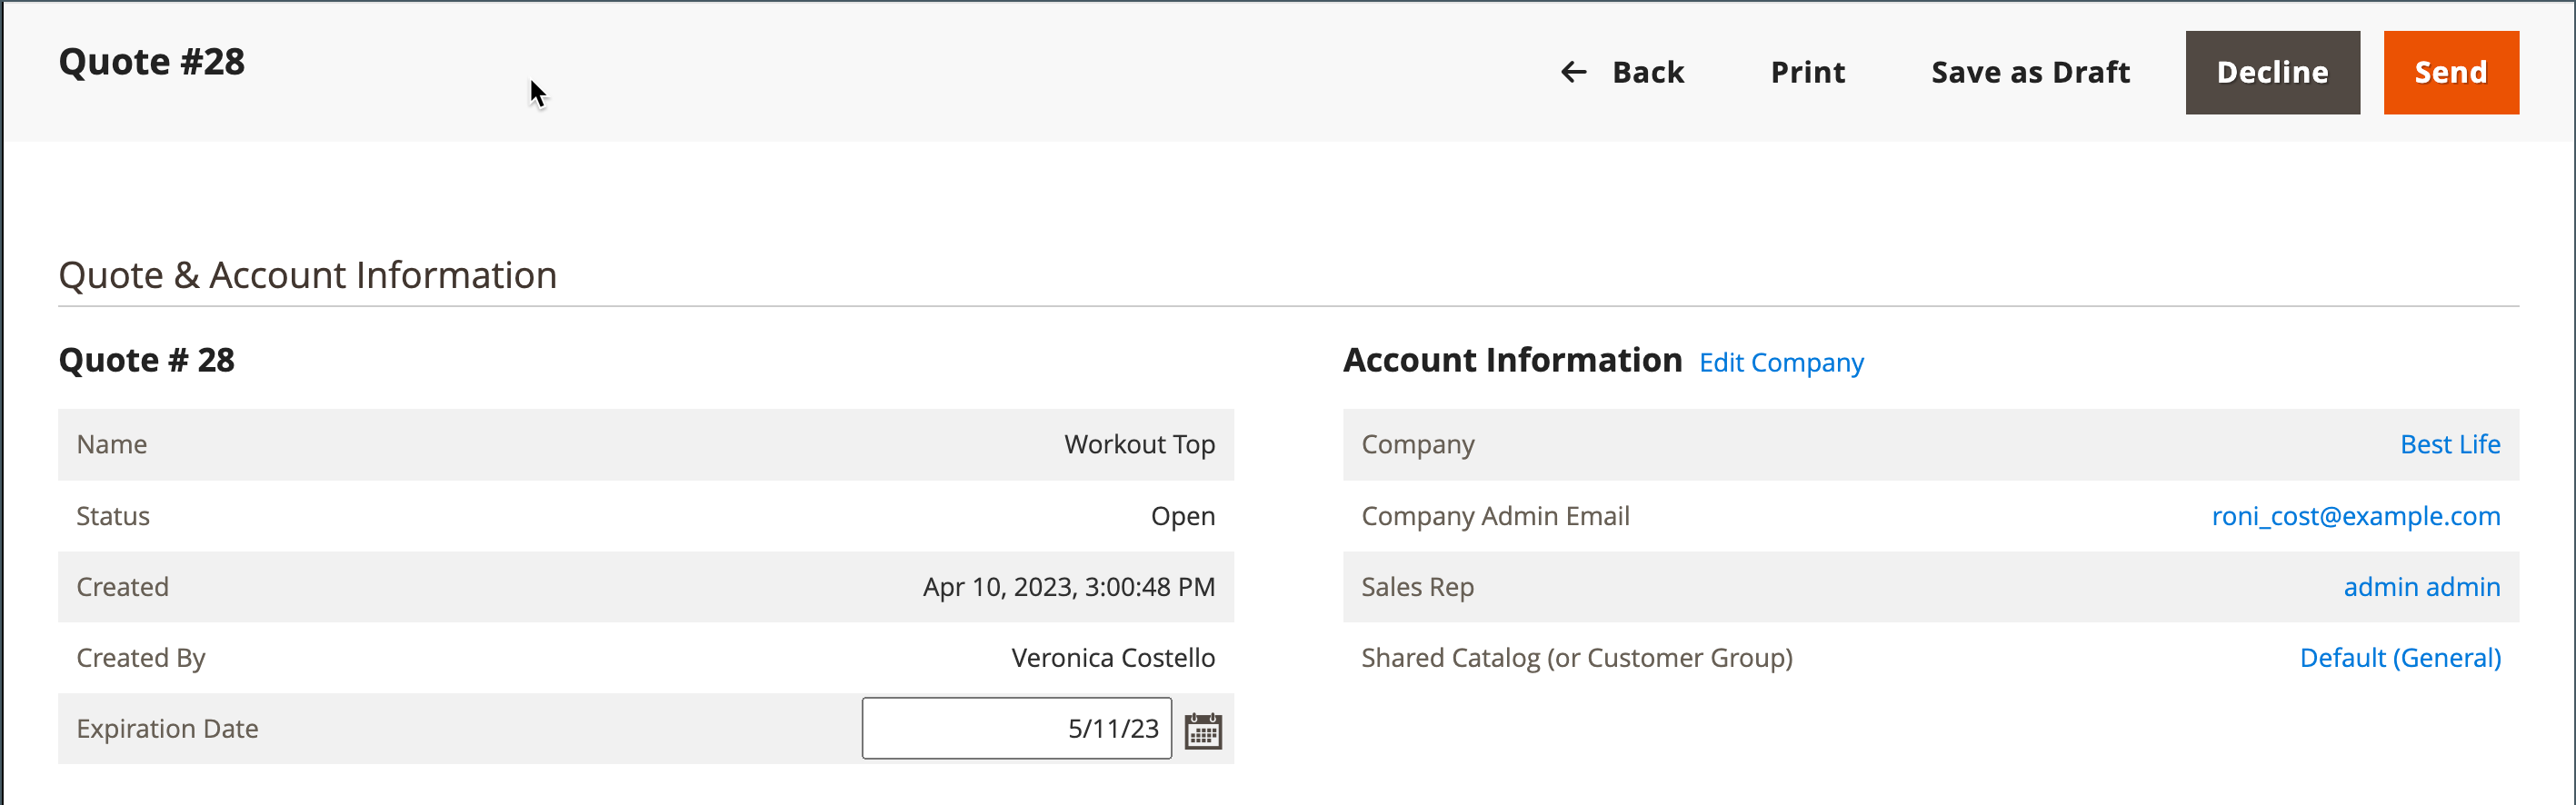 Quote #28
Back
Print
Save as Draft
Decline
Send
Quote & Account Information
Quote # 28
Name Workout Top
Status Open
Created Apr 10, 2023, 3:00:48 PM
Created By Veronica Costello
Expiration Date 5/11/23
Account Information Edit Company
Company Best Life
Company Admin Email roni_cost@example.com
Sales Rep admin admin
Shared Catalog (or Customer Group) Default (General)